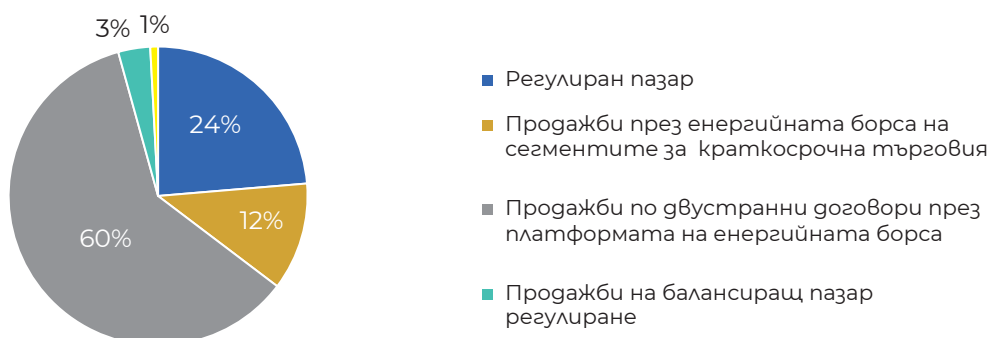 3% 1%
24%
12%
60%
Регулиран пазар
Продажби през енергийната борса на
сегментите за краткосрочна търговия
Продажби по двустранни договори през
платформата на енергийната борса
Продажби на балансиращ пазар
регулиране